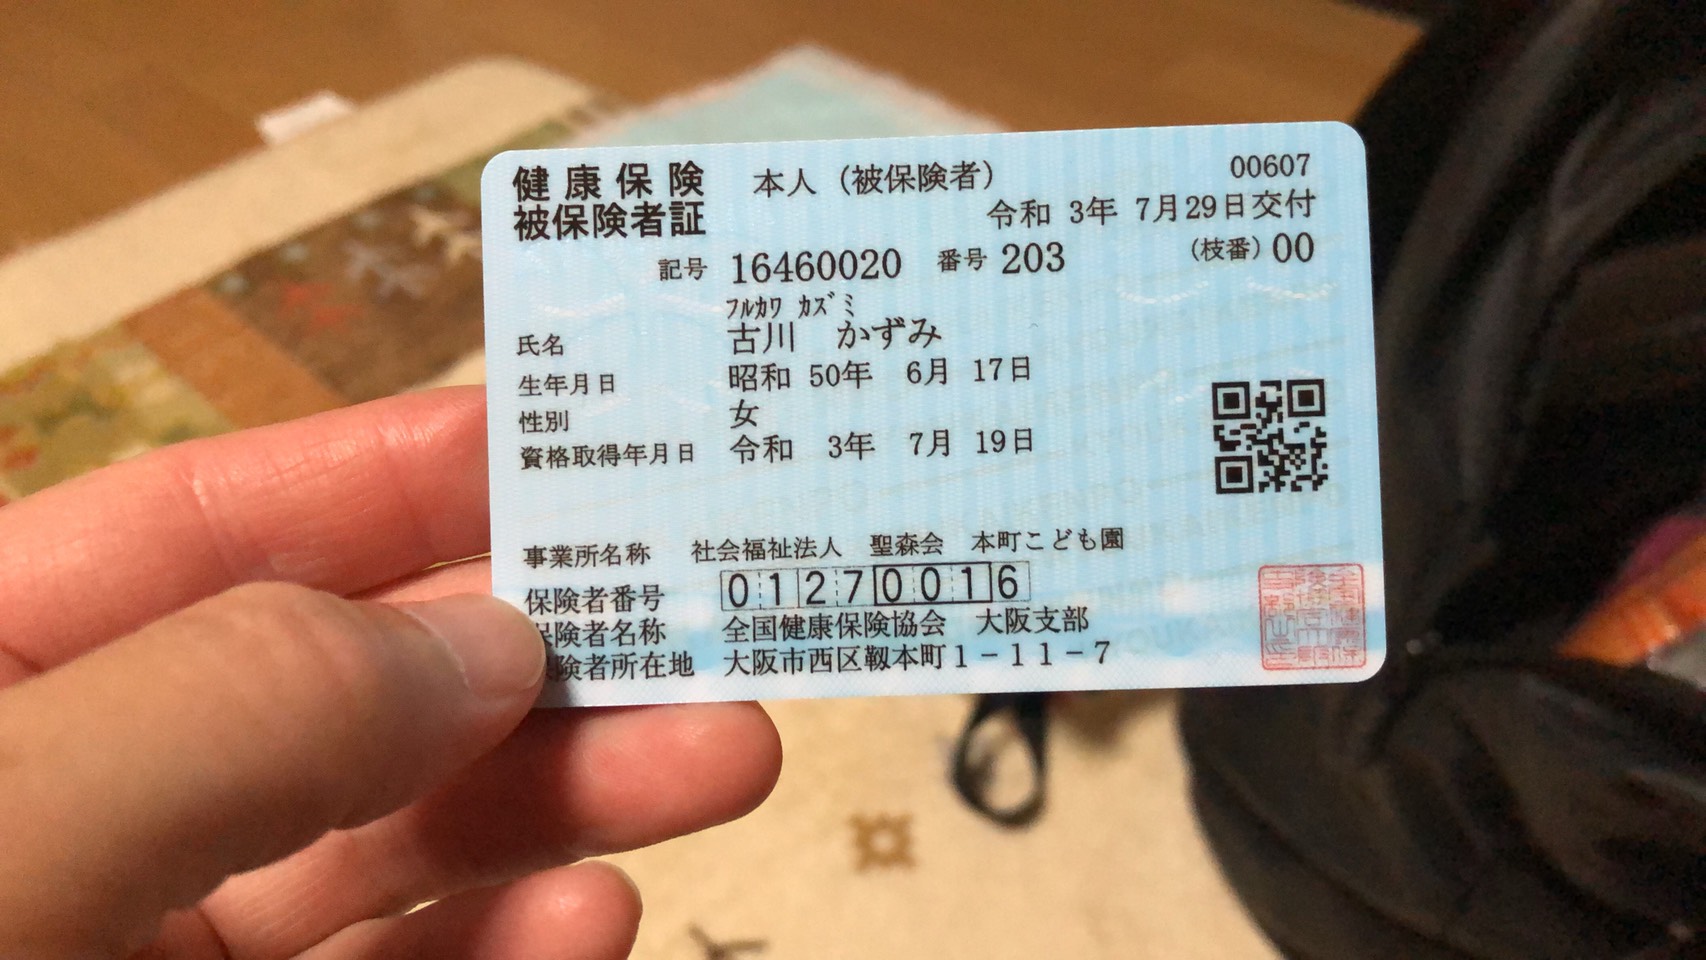 健康保険
被保険者証
本人（被保険者）
00607
令和 3年 7月29日交付
記号 16460020 番号 203 (枝番) 00
ﾌﾙｶﾜ ｶｽﾞﾐ
氏名 古川 かずみ
生年月日 昭和 50年 6月 17日
性別 女
資格取得年月日 令和 3年 7月 19日
事業所名称 社会福祉法人 聖森会 本町こども園
保険者番号 01270016
保険者名称 全国健康保険協会 大阪支部
保険者所在地 大阪市西区靱本町1-11-7